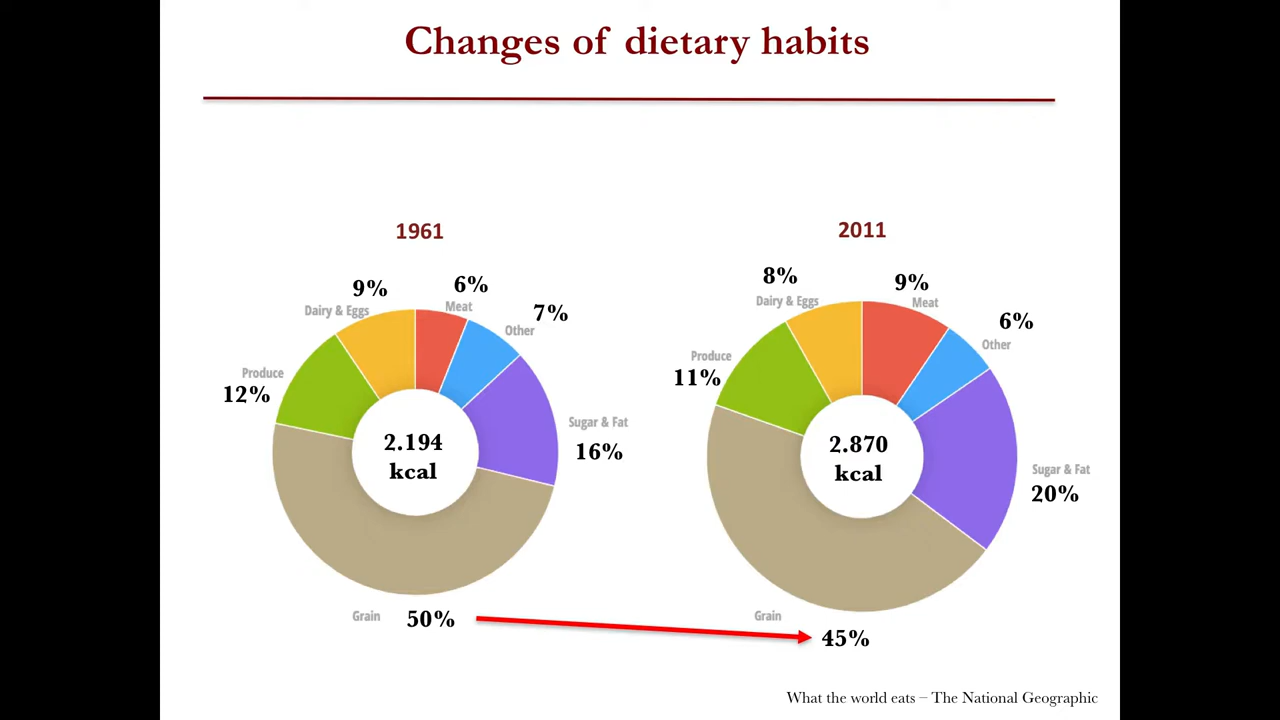 Changes of dietary habits
1961
9%
Dairy & Eggs
6%
Meat
7%
Other
Produce
12%
Sugar & Fat
16%
2.194
kcal
Grain
50%
2011
8%
Dairy & Eggs
9%
Meat
6%
Other
Produce
11%
Sugar & Fat
20%
2.870
kcal
Grain
45%
What the world eats – The National Geographic